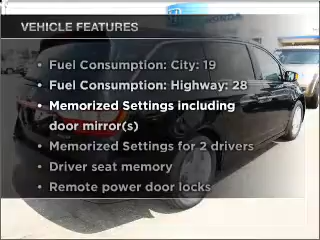 VEHICLE FEATURES
HONDA
• Fuel Consumption: City: 19
• Fuel Consumption: Highway: 28
• Memorized Settings including
door mirror(s)
• Memorized Settings for 2 drivers
• Driver seat memory
• Remote power door locks